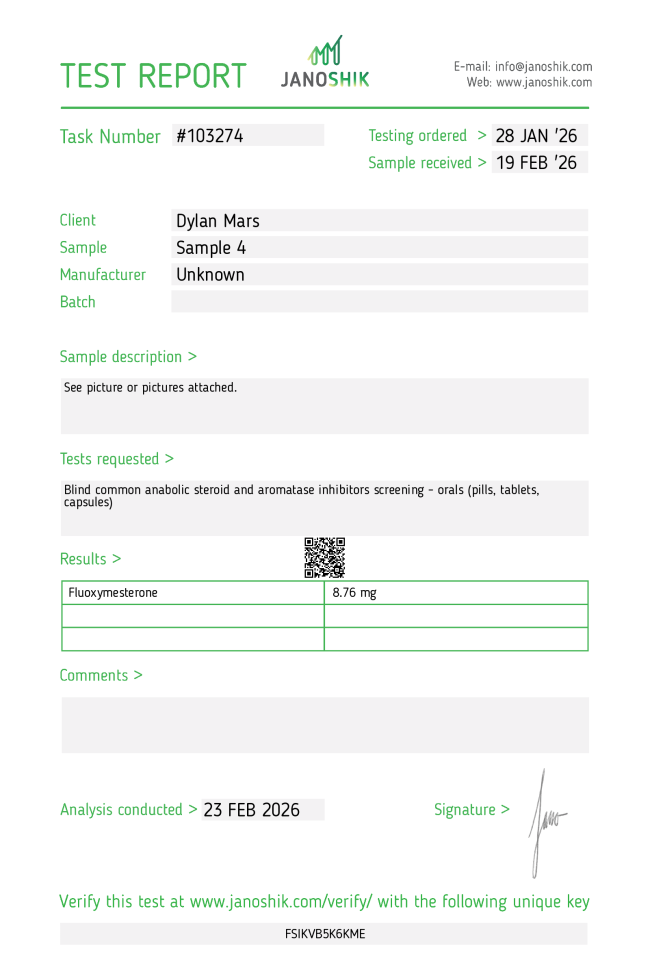 TEST REPORT
JANOSHIK
E-mail: info@janoshik.com
Web: www.janoshik.com
Task Number #103274
Testing ordered > 28 JAN '26
Sample received > 19 FEB '26
Client Dylan Mars
Sample Sample 4
Manufacturer Unknown
Batch
Sample description >
See picture or pictures attached.
Tests requested >
Blind common anabolic steroid and aromatase inhibitors screening - orals (pills, tablets,
capsules)
Results >
Fluoxymesterone 8.76 mg
Comments >
Analysis conducted > 23 FEB 2026
Signature >
Jano
Verify this test at www.janoshik.com/verify/ with the following unique key
FSIKVB5K6KME